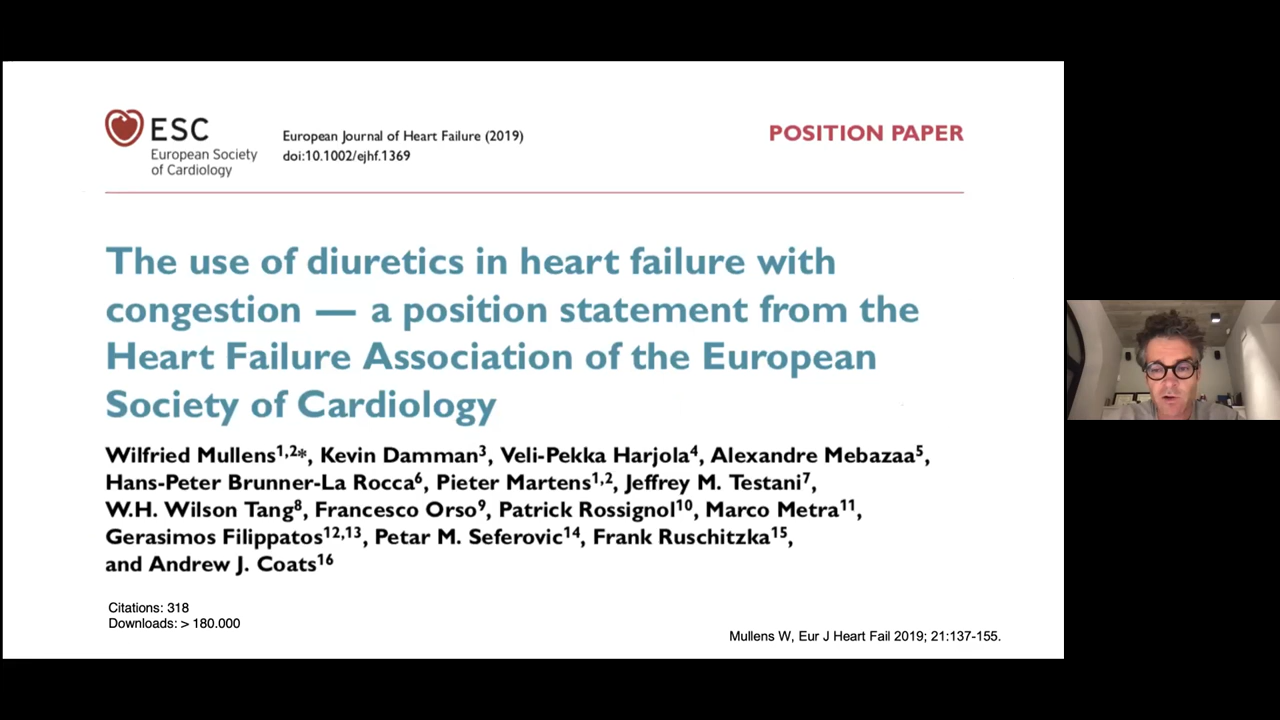 ESC
European Society
of Cardiology
European Journal of Heart Failure (2019)
doi:10.1002/ejhf.1369
POSITION PAPER
The use of diuretics in heart failure with
congestion — a position statement from the
Heart Failure Association of the European
Society of Cardiology
Wilfried Mullens1,2*, Kevin Damman3, Veli-Pekka Harjola4, Alexandre Mebazaa5,
Hans-Peter Brunner-La Rocca6, Pieter Martens1,2, Jeffrey M. Testani7,
W.H. Wilson Tang8, Francesco Orso9, Patrick Rossignol10, Marco Metra11,
Gerasimos Filippatos12,13, Petar M. Seferovic14, Frank Ruschitzka15,
and Andrew J. Coats16
Citations: 318
Downloads: > 180.000
Mullens W, Eur J Heart Fail 2019; 21:137-155.